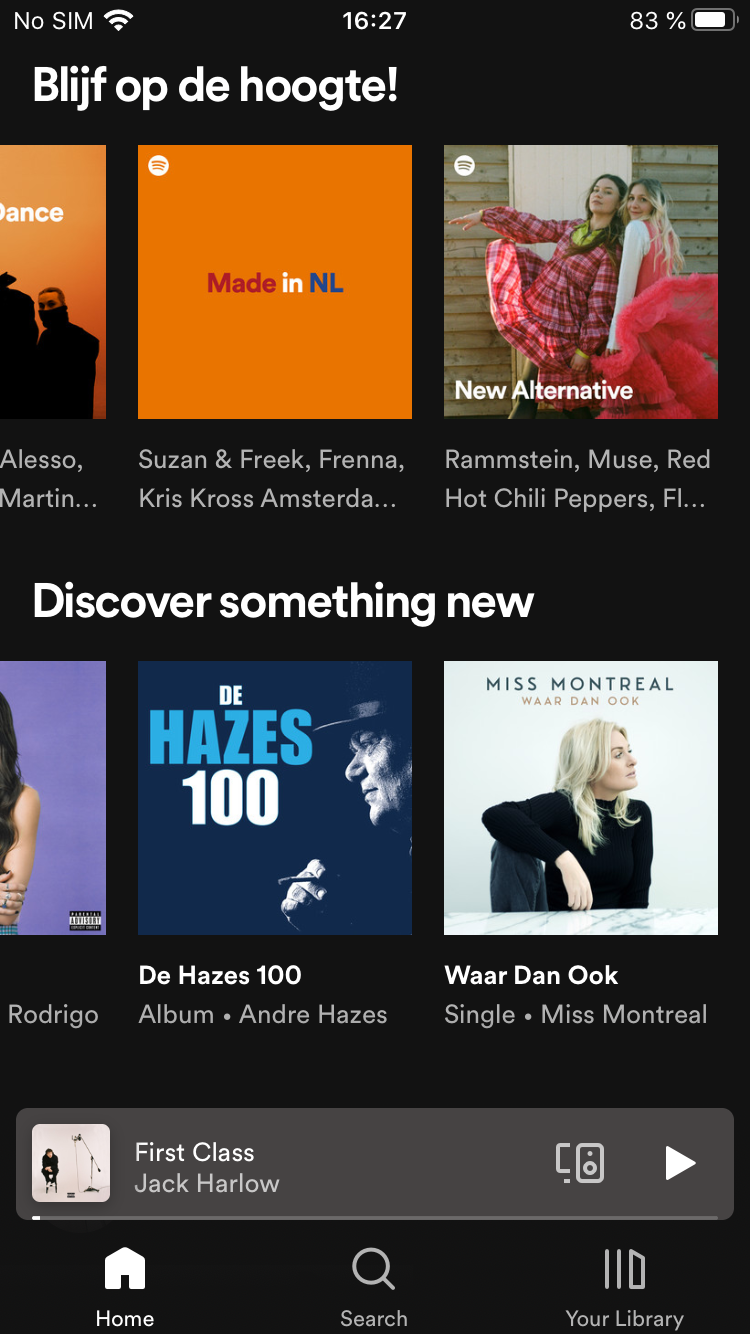 No SIM 16:27 83 %
Blijf op de hoogte!
Dance
Made in NL
New Alternative
Alesso,
Martin...
Suzan & Freek, Frenna,
Kris Kross Amsterda...
Rammstein, Muse, Red
Hot Chili Peppers, Fl...
Discover something new
PARENTAL
ADVISORY
EXPLICIT CONTENT
DE
HAZES
100
MISS MONTREAL
WAAR DAN OOK
Rodrigo
De Hazes 100
Album • Andre Hazes
Waar Dan Ook
Single • Miss Montreal
First Class
Jack Harlow
Home
Search
Your Library